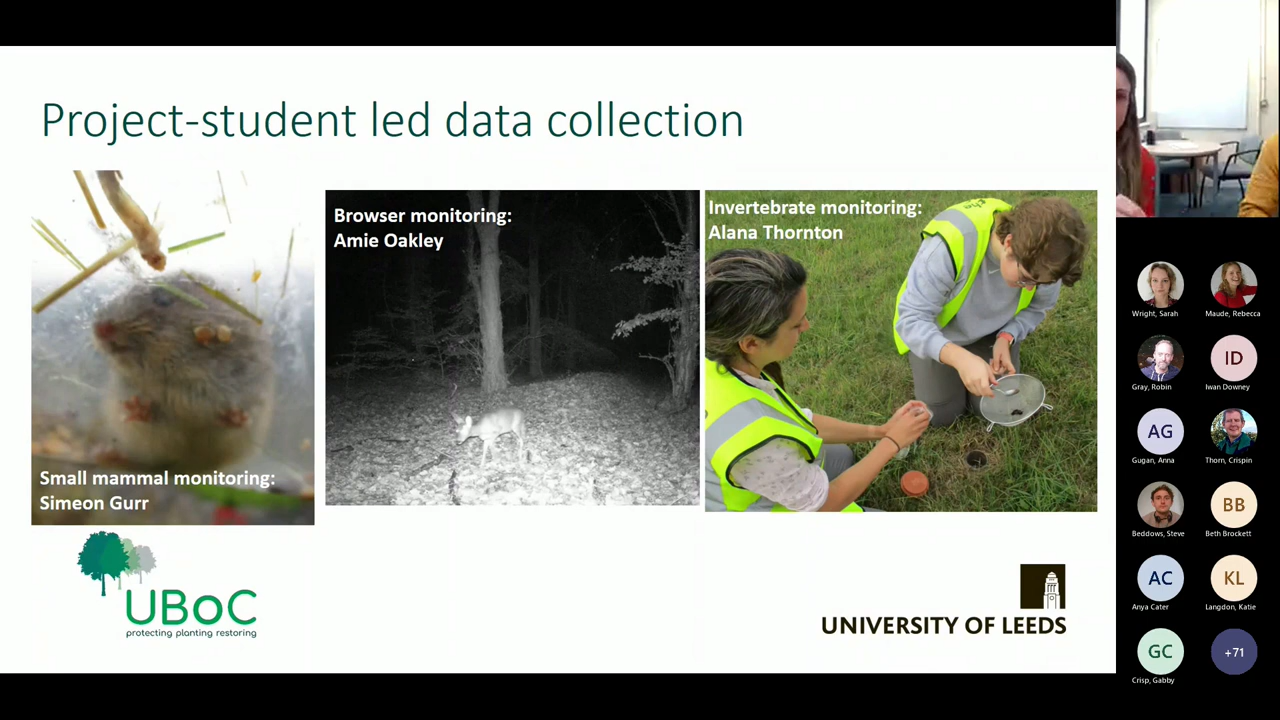 Project-student led data collection
Small mammal monitoring:
Simeon Gurr
Browser monitoring:
Amie Oakley
Invertebrate monitoring:
Alana Thornton
UBoC
protecting planting restoring
UNIVERSITY OF LEEDS
Wright, Sarah
Maude, Rebecca
Gray, Robin
ID
Iwan Downey
AG
Gugan, Anna
Thorn, Crispin
Beddows, Steve
BB
Beth Brockett
AC
Anya Cater
KL
Langdon, Katie
GC
Crisp, Gabby
+71